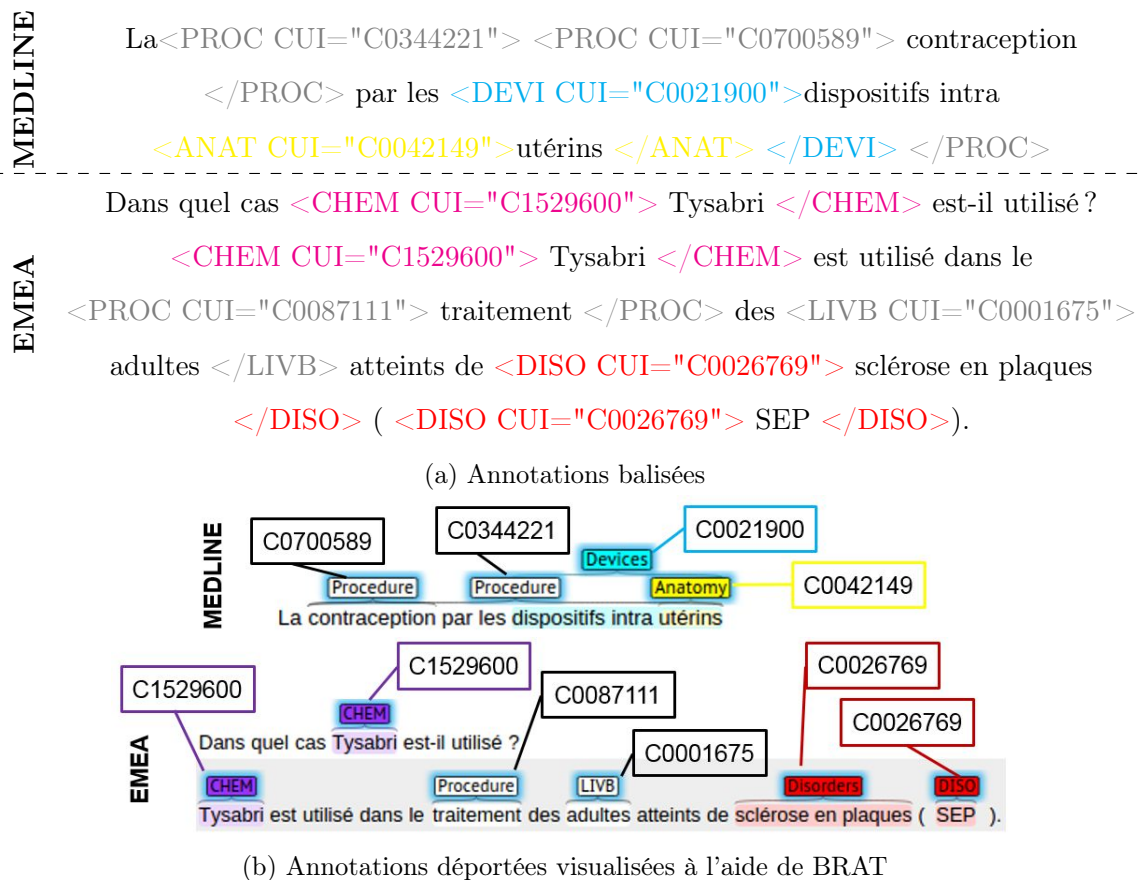 MEDLINE
La<PROC CUI="C0344221"> <PROC CUI="C0700589"> contraception
</PROC> par les <DEVI CUI="C0021900">dispositifs intra
<ANAT CUI="C0042149">utérins </ANAT> </DEVI> </PROC>
EMEA
Dans quel cas <CHEM CUI="C1529600"> Tysabri </CHEM> est-il utilisé ?
<CHEM CUI="C1529600"> Tysabri </CHEM> est utilisé dans le
<PROC CUI="C0087111"> traitement </PROC> des <LIVB CUI="C0001675">
adultes </LIVB> atteints de <DISO CUI="C0026769"> sclérose en plaques
</DISO> ( <DISO CUI="C0026769"> SEP </DISO>).
(a) Annotations balisées
MEDLINE
C0700589 C0344221 C0021900
Devices
Procedure Procedure Anatomy C0042149
La contraception par les dispositifs intra utérins
EMEA
C1529600 C1529600 C0087111 C0026769
CHEM C0001675 C0026769
Dans quel cas Tysabri est-il utilisé ?
CHEM Procedure LIVB Disorders DISO
Tysabri est utilisé dans le traitement des adultes atteints de sclérose en plaques ( SEP ).
(b) Annotations déportées visualisées à l'aide de BRAT